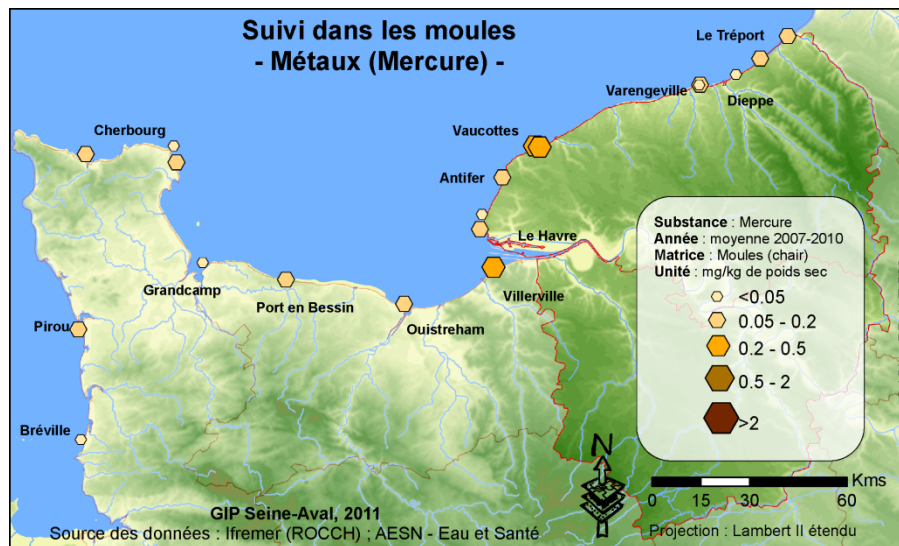 Suivi dans les moules
- Métaux (Mercure) -
Le Tréport
Varengeville
Dieppe
Cherbourg
Vaucottes
Antifer
Le Havre
Grandcamp
Port en Bessin
Villerville
Ouistreham
Pirou
Bréville
Substance : Mercure
Année : moyenne 2007-2010
Matrice : Moules (chair)
Unité : mg/kg de poids sec
<0.05
0.05 - 0.2
0.2 - 0.5
0.5 - 2
>2
N
Kms
0 15 30 60
GIP Seine-Aval, 2011
Source des données : Ifremer (ROCCH) ; AESN - Eau et Santé
Projection : Lambert II étendu